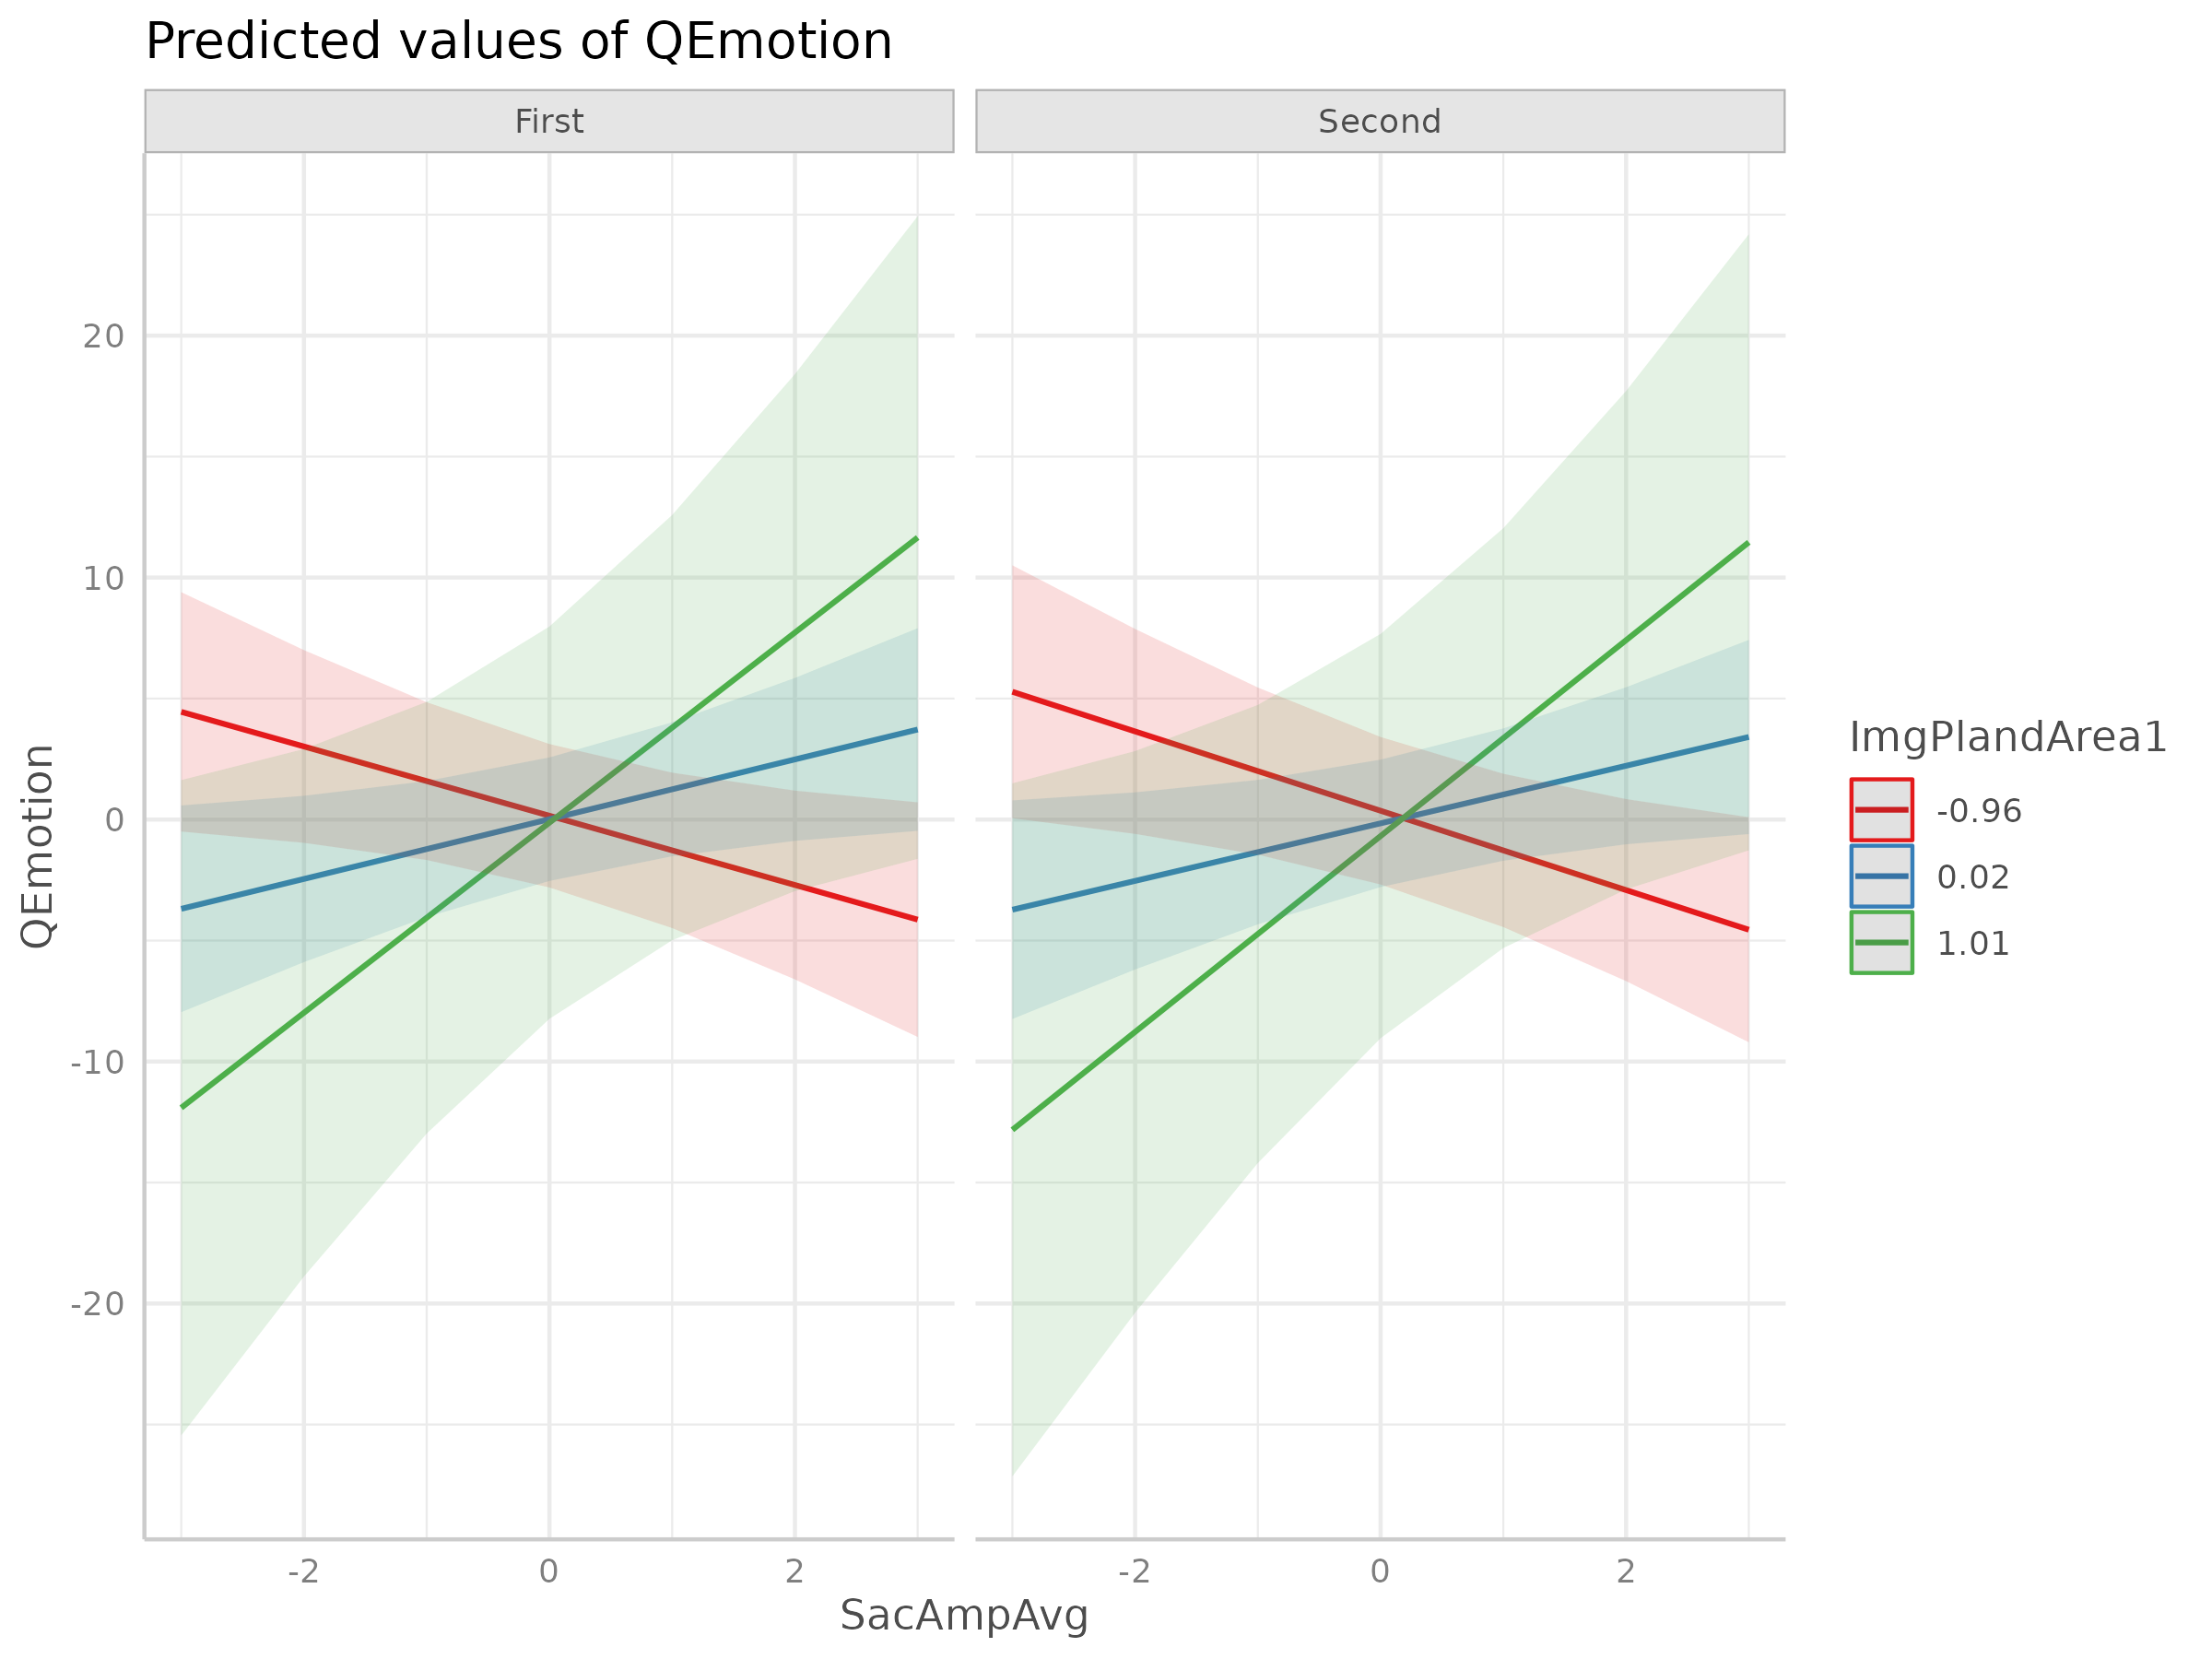 Predicted values of QEmotion
First
Second
20
10
0
-10
-20
QEmotion
-2
0
2
-2
0
2
SacAmpAvg
ImgPlandArea1
-0.96
0.02
1.01